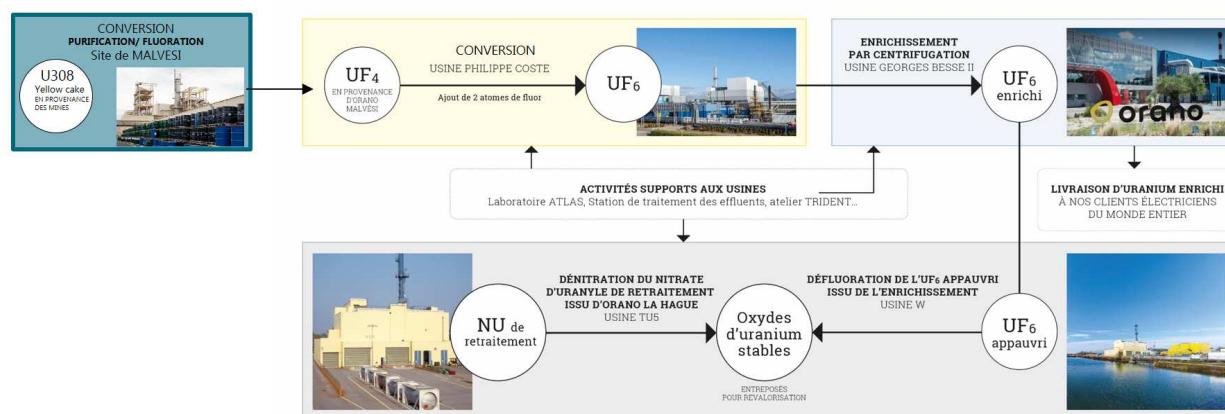 CONVERSION
PURIFICATION/ FLUORATION
Site de MALVESI
U308
Yellow cake
EN PROVENANCE
DES MINES
UF4
EN PROVENANCE
D'ORANO
MALVÉSI
CONVERSION
USINE PHILIPPE COSTE
Ajout de 2 atomes de fluor
UF6
ENRICHISSEMENT
PAR CENTRIFUGATION
USINE GEORGES BESSE II
UF6
enrichi
orano
ACTIVITÉS SUPPORTS AUX USINES
Laboratoire ATLAS, Station de traitement des effluents, atelier TRIDENT...
LIVRAISON D'URANIUM ENRICHI
À NOS CLIENTS ÉLECTRICIENS
DU MONDE ENTIER
NU de
retraitement
DÉNITRATION DU NITRATE
D'URANYLE DE RETRAITEMENT
ISSU D'ORANO LA HAGUE
USINE TU5
Oxydes
d'uranium
stables
ENTREPOSÉS
POUR REVALORISATION
DÉFLUORATION DE L'UF6 APPAUVRI
ISSU DE L'ENRICHISSEMENT
USINE W
UF6
appauvri